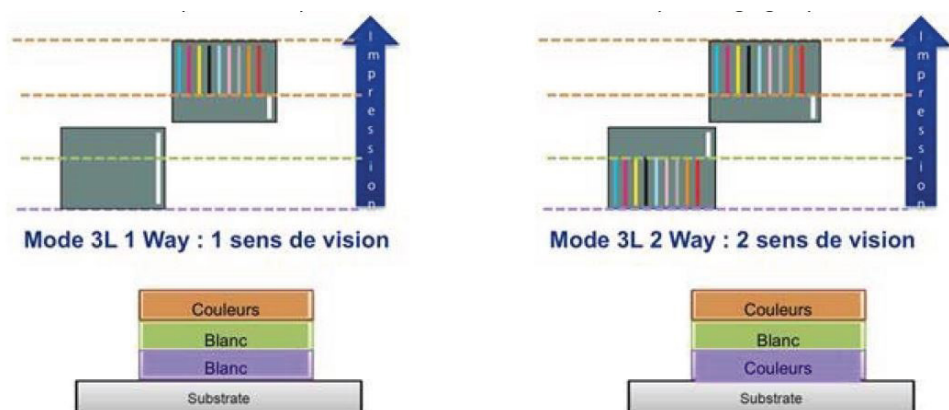 Impression
Impression
Mode 3L 1 Way : 1 sens de vision
Mode 3L 2 Way : 2 sens de vision
Couleurs
Blanc
Blanc
Substrate
Couleurs
Blanc
Couleurs
Substrate